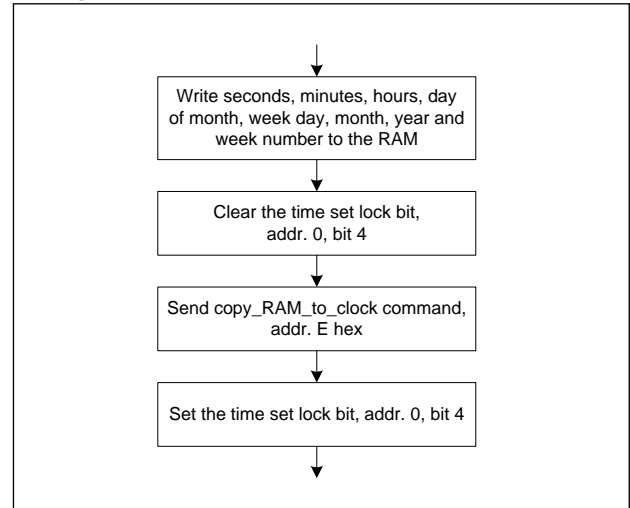 Write seconds, minutes, hours, day
of month, week day, month, year and
week number to the RAM
Clear the time set lock bit,
addr. 0, bit 4
Send copy_RAM_to_clock command,
addr. E hex
Set the time set lock bit, addr. 0, bit 4